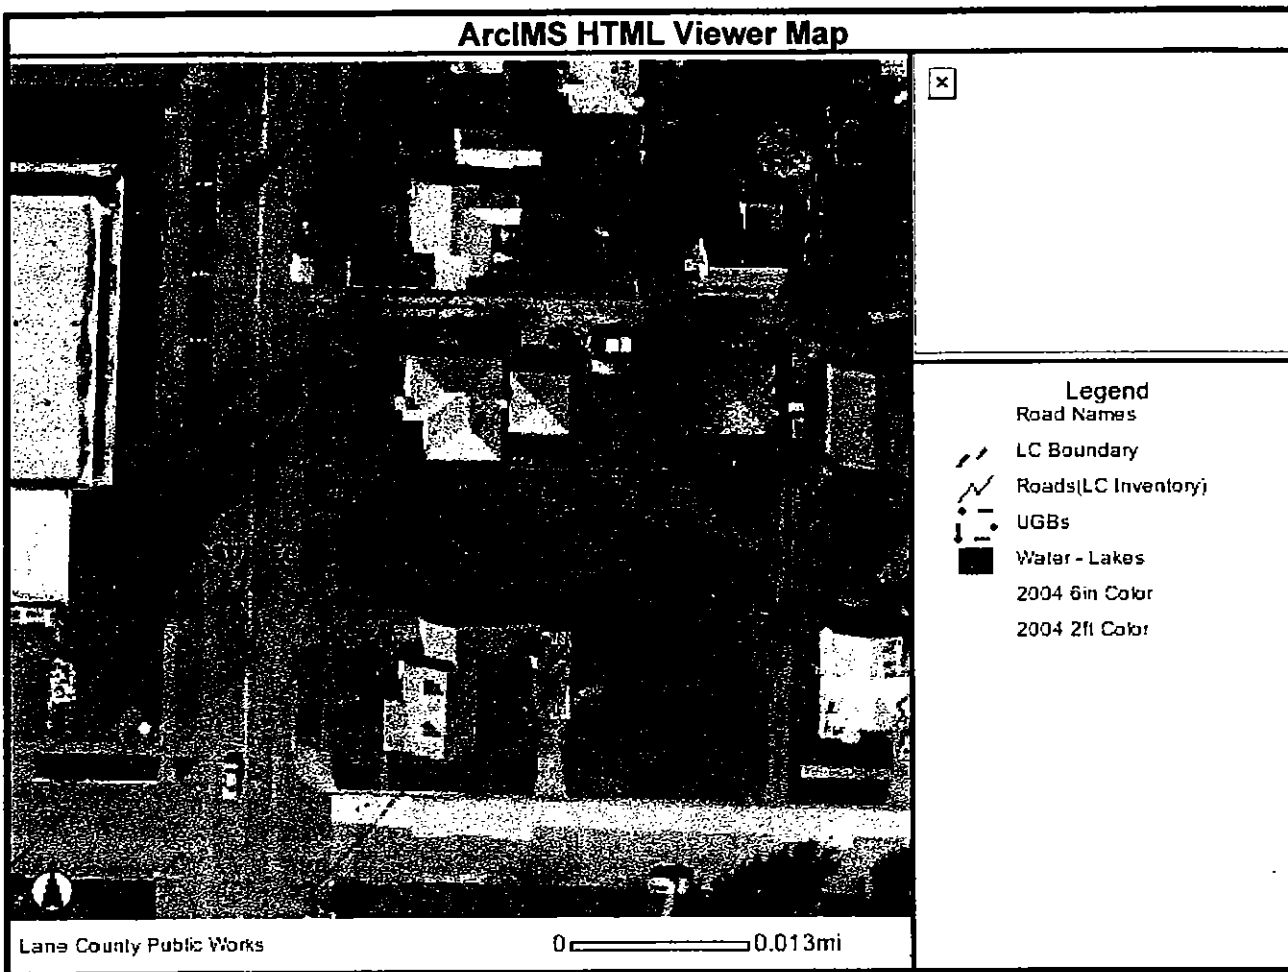 ArcIMS HTML Viewer Map
Legend
Road Names
LC Boundary
Roads(LC Inventory)
UGBs
Water - Lakes
2004 6in Color
2004 2ft Color
Lane County Public Works
0 0.013mi